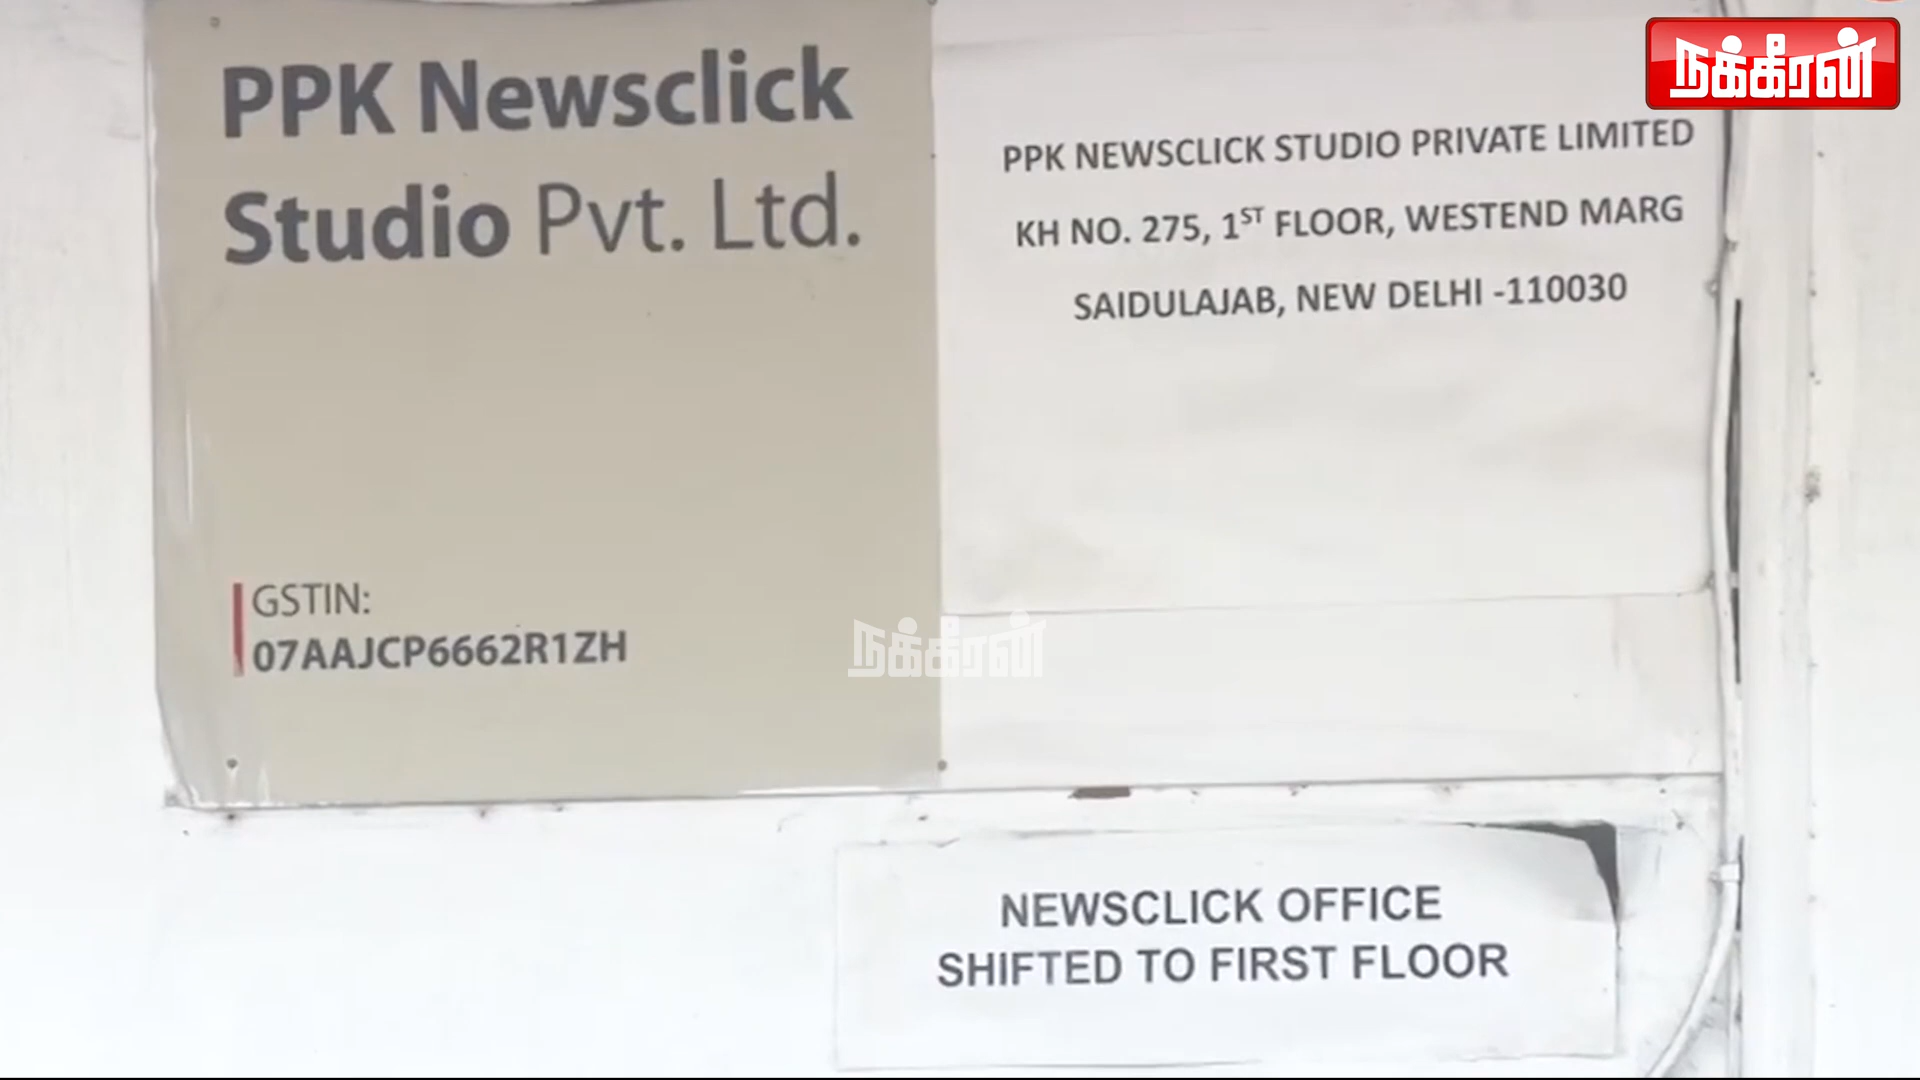 PPK Newsclick
Studio Pvt. Ltd.
GSTIN:
07AAJCP6662R1ZH
நக்கீரன்
PPK NEWSCLICK STUDIO PRIVATE LIMITED
KH NO. 275, 1ST FLOOR, WESTEND MARG
SAIDULAJAB, NEW DELHI -110030
நக்கீரன்
NEWSCLICK OFFICE
SHIFTED TO FIRST FLOOR